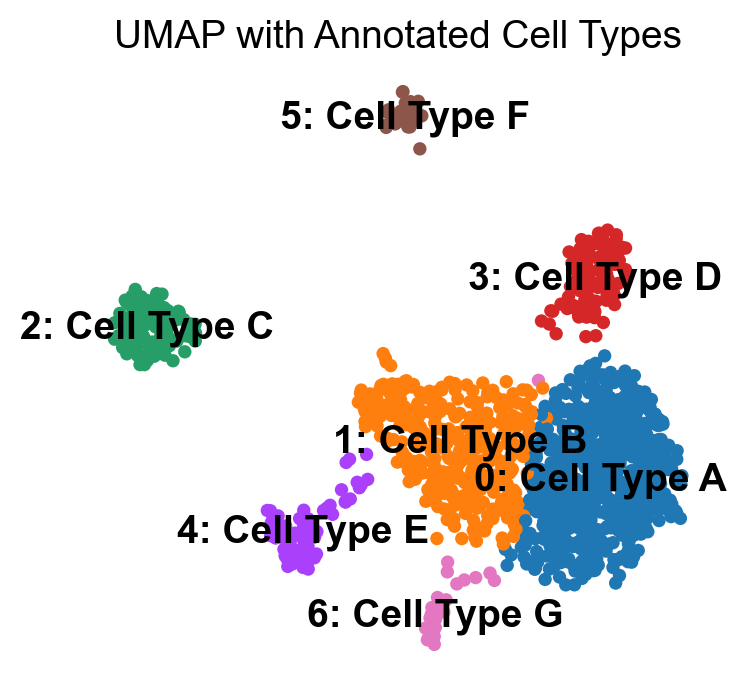 UMAP with Annotated Cell Types
5: Cell Type F
3: Cell Type D
2: Cell Type C
1: Cell Type B
0: Cell Type A
4: Cell Type E
6: Cell Type G